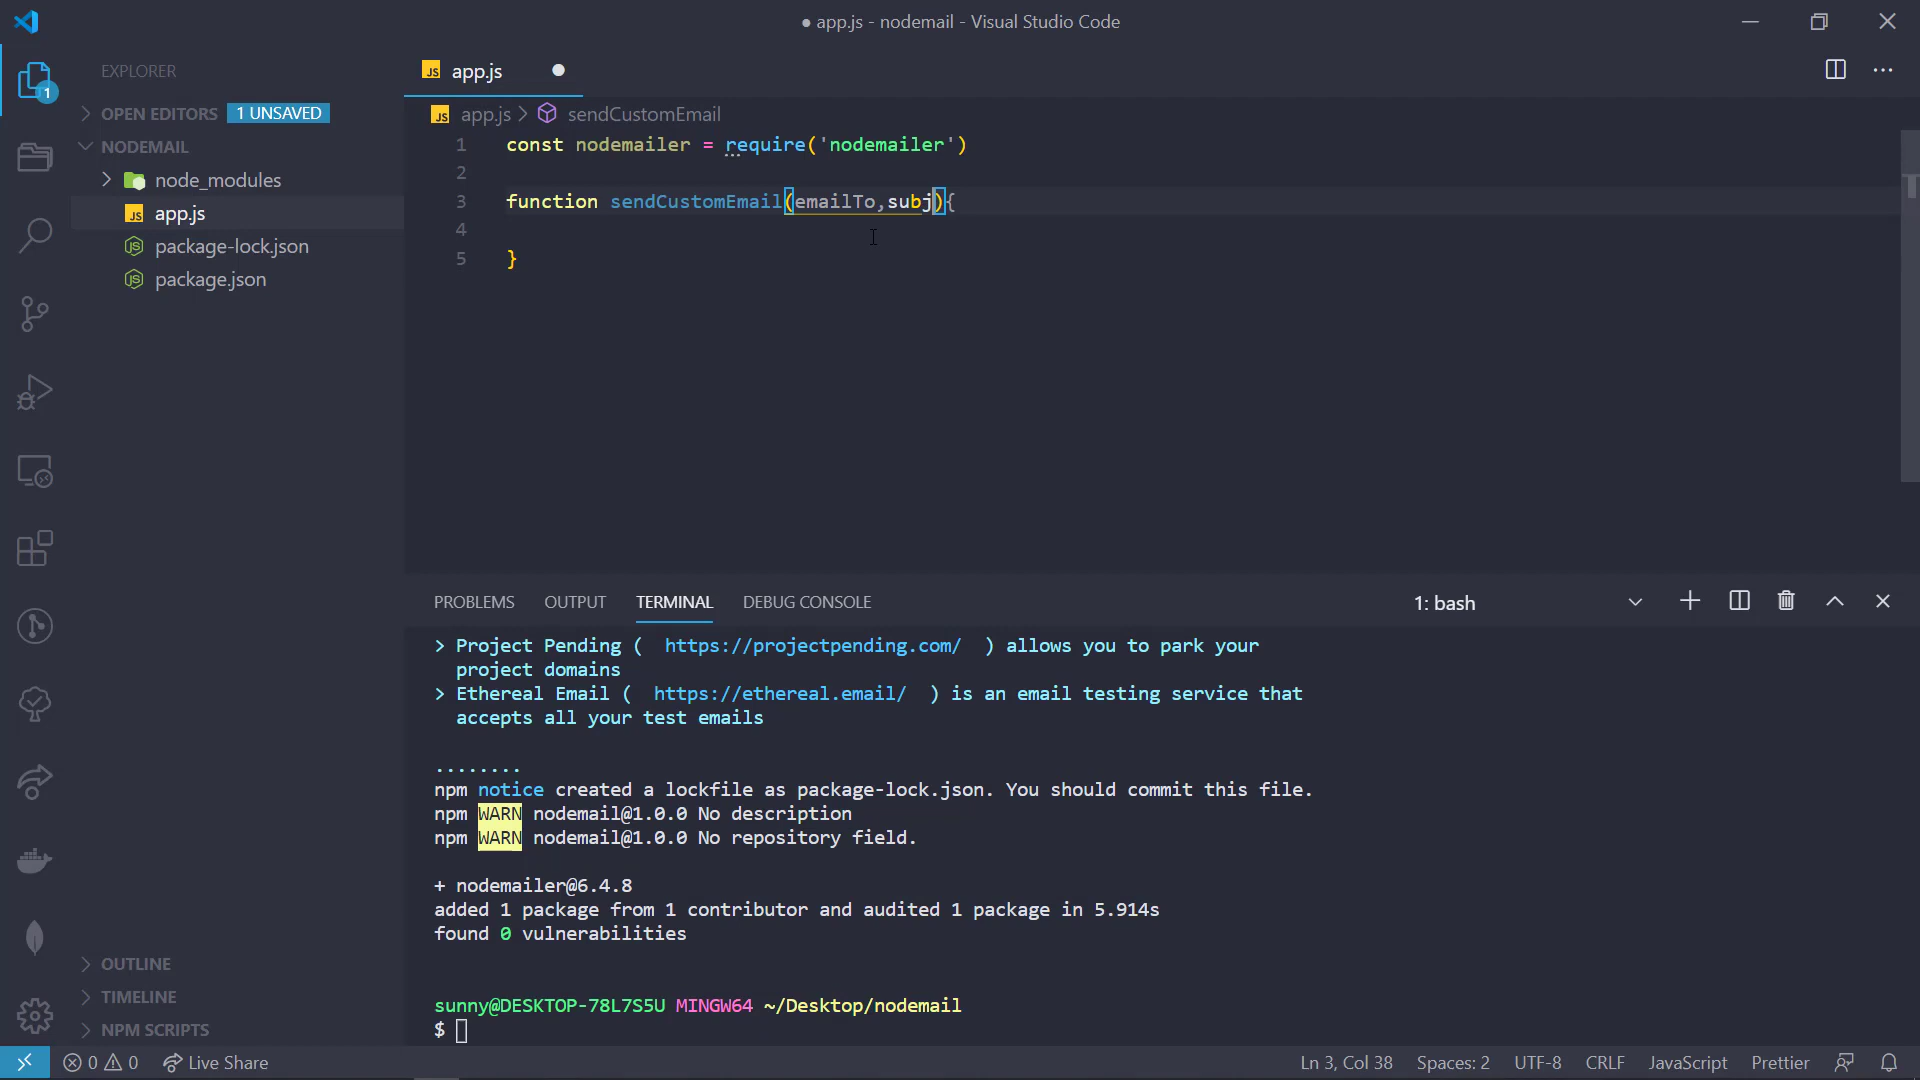 ● app.js - nodemail - Visual Studio Code
EXPLORER
OPEN EDITORS 1 UNSAVED
NODEMAIL
node_modules
JS app.js
JS package-lock.json
JS package.json
OUTLINE
TIMELINE
NPM SCRIPTS
1
JS app.js ●
JS app.js > sendCustomEmail
1 const nodemailer = require('nodemailer')
2
3 function sendCustomEmail(emailTo,subj){
4
5 }
PROBLEMS OUTPUT TERMINAL DEBUG CONSOLE 1: bash
> Project Pending ( https://projectpending.com/ ) allows you to park your
project domains
> Ethereal Email ( https://ethereal.email/ ) is an email testing service that
accepts all your test emails
........
npm notice created a lockfile as package-lock.json. You should commit this file.
npm WARN nodemail@1.0.0 No description
npm WARN nodemail@1.0.0 No repository field.
+ nodemailer@6.4.8
added 1 package from 1 contributor and audited 1 package in 5.914s
found 0 vulnerabilities
sunny@DESKTOP-78L7S5U MINGW64 ~/Desktop/nodemail
$
0 0 Live Share Ln 3, Col 38 Spaces: 2 UTF-8 CRLF JavaScript Prettier